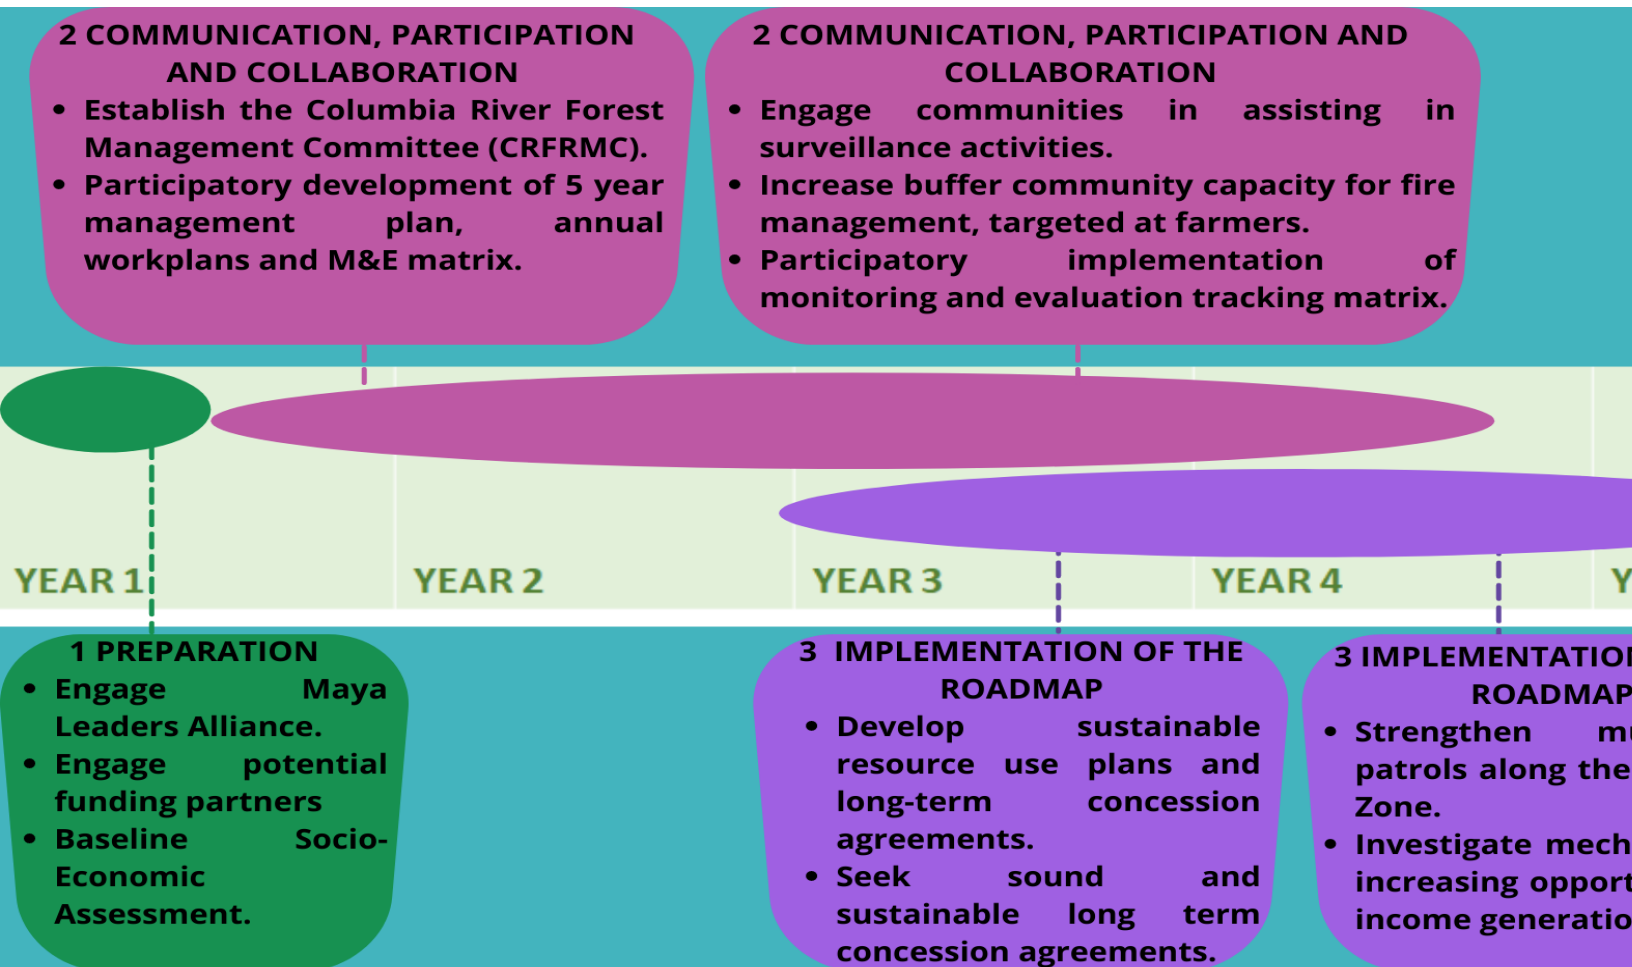 2 COMMUNICATION, PARTICIPATION
AND COLLABORATION
• Establish the Columbia River Forest
Management Committee (CRFRMC).
• Participatory development of 5 year
management plan, annual
workplans and M&E matrix.
2 COMMUNICATION, PARTICIPATION AND
COLLABORATION
• Engage communities in assisting in
surveillance activities.
• Increase buffer community capacity for fire
management, targeted at farmers.
• Participatory implementation of
monitoring and evaluation tracking matrix.
YEAR 1
YEAR 2
YEAR 3
YEAR 4
1 PREPARATION
• Engage Maya
Leaders Alliance.
• Engage potential
funding partners
• Baseline Socio-
Economic
Assessment.
3 IMPLEMENTATION OF THE
ROADMAP
• Develop sustainable
resource use plans and
long-term concession
agreements.
• Seek sound and
sustainable long term
concession agreements.
3 IMPLEMENTATION
ROADMAP
• Strengthen
patrols along the
Zone.
• Investigate
increasing
income